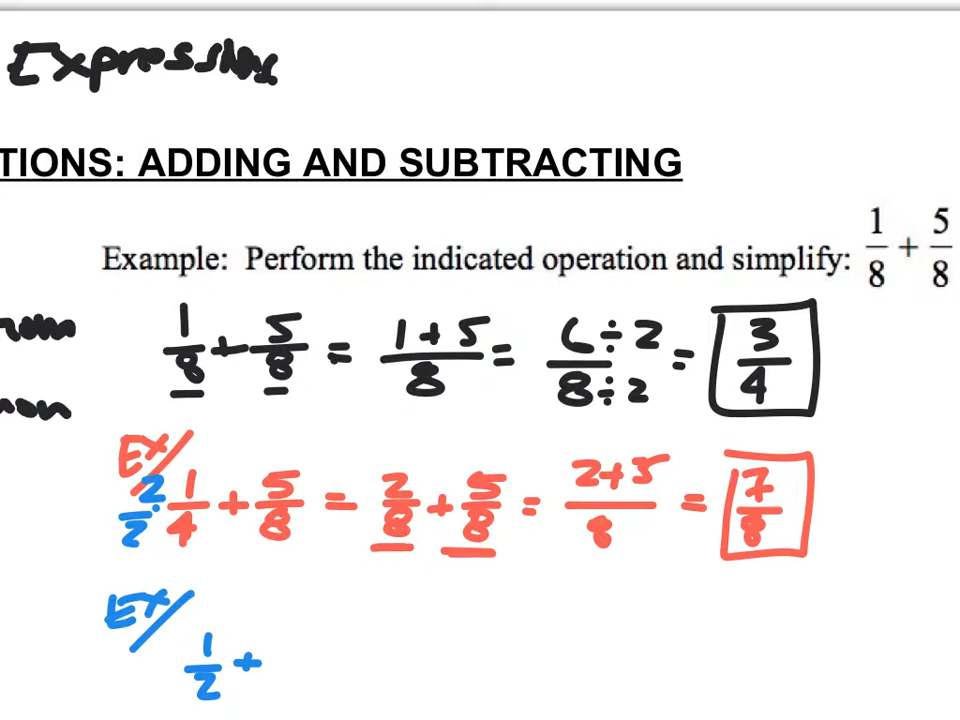 Expressions
TIONS: ADDING AND SUBTRACTING
Example: Perform the indicated operation and simplify: 1/8 + 5/8
1/8 + 5/8 = (1+5)/8 = (6÷2)/(8÷2) = 3/4
Ex/
2/2 · 1/4 + 5/8 = 2/8 + 5/8 = (2+5)/8 = 7/8
Ex/
1/2 +